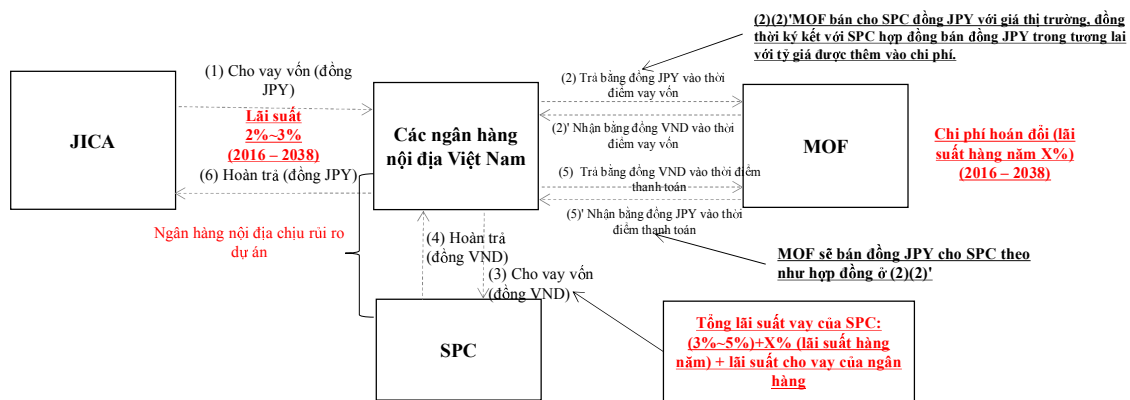 (2)(2)'MOF bán cho SPC đồng JPY với giá thị trường, đồng
thời ký kết với SPC hợp đồng bán đồng JPY trong tương lai
với tỷ giá được thêm vào chi phí.
(1) Cho vay vốn (đồng
JPY)
(2) Trả bằng đồng JPY vào thời
điểm vay vốn
JICA
Lãi suất
2%~3%
(2016 – 2038)
Các ngân hàng
nội địa Việt Nam
(2)' Nhận bằng đồng VND vào thời
điểm vay vốn
MOF
Chi phí hoán đổi (lãi
suất hàng năm X%)
(2016 – 2038)
(6) Hoàn trả (đồng JPY)
(5) Trả bằng đồng VND vào thời điểm
thanh toán
(5)' Nhận bằng đồng JPY vào thời
điểm thanh toán
Ngân hàng nội địa chịu rủi ro
dự án
(4) Hoàn trả
(đồng VND)
(3) Cho vay vốn
(đồng VND)
MOF sẽ bán đồng JPY cho SPC theo
như hợp đồng ở (2)(2)'
SPC
Tổng lãi suất vay của SPC:
(3%~5%)+X% (lãi suất hàng
năm) + lãi suất cho vay của ngân
hàng